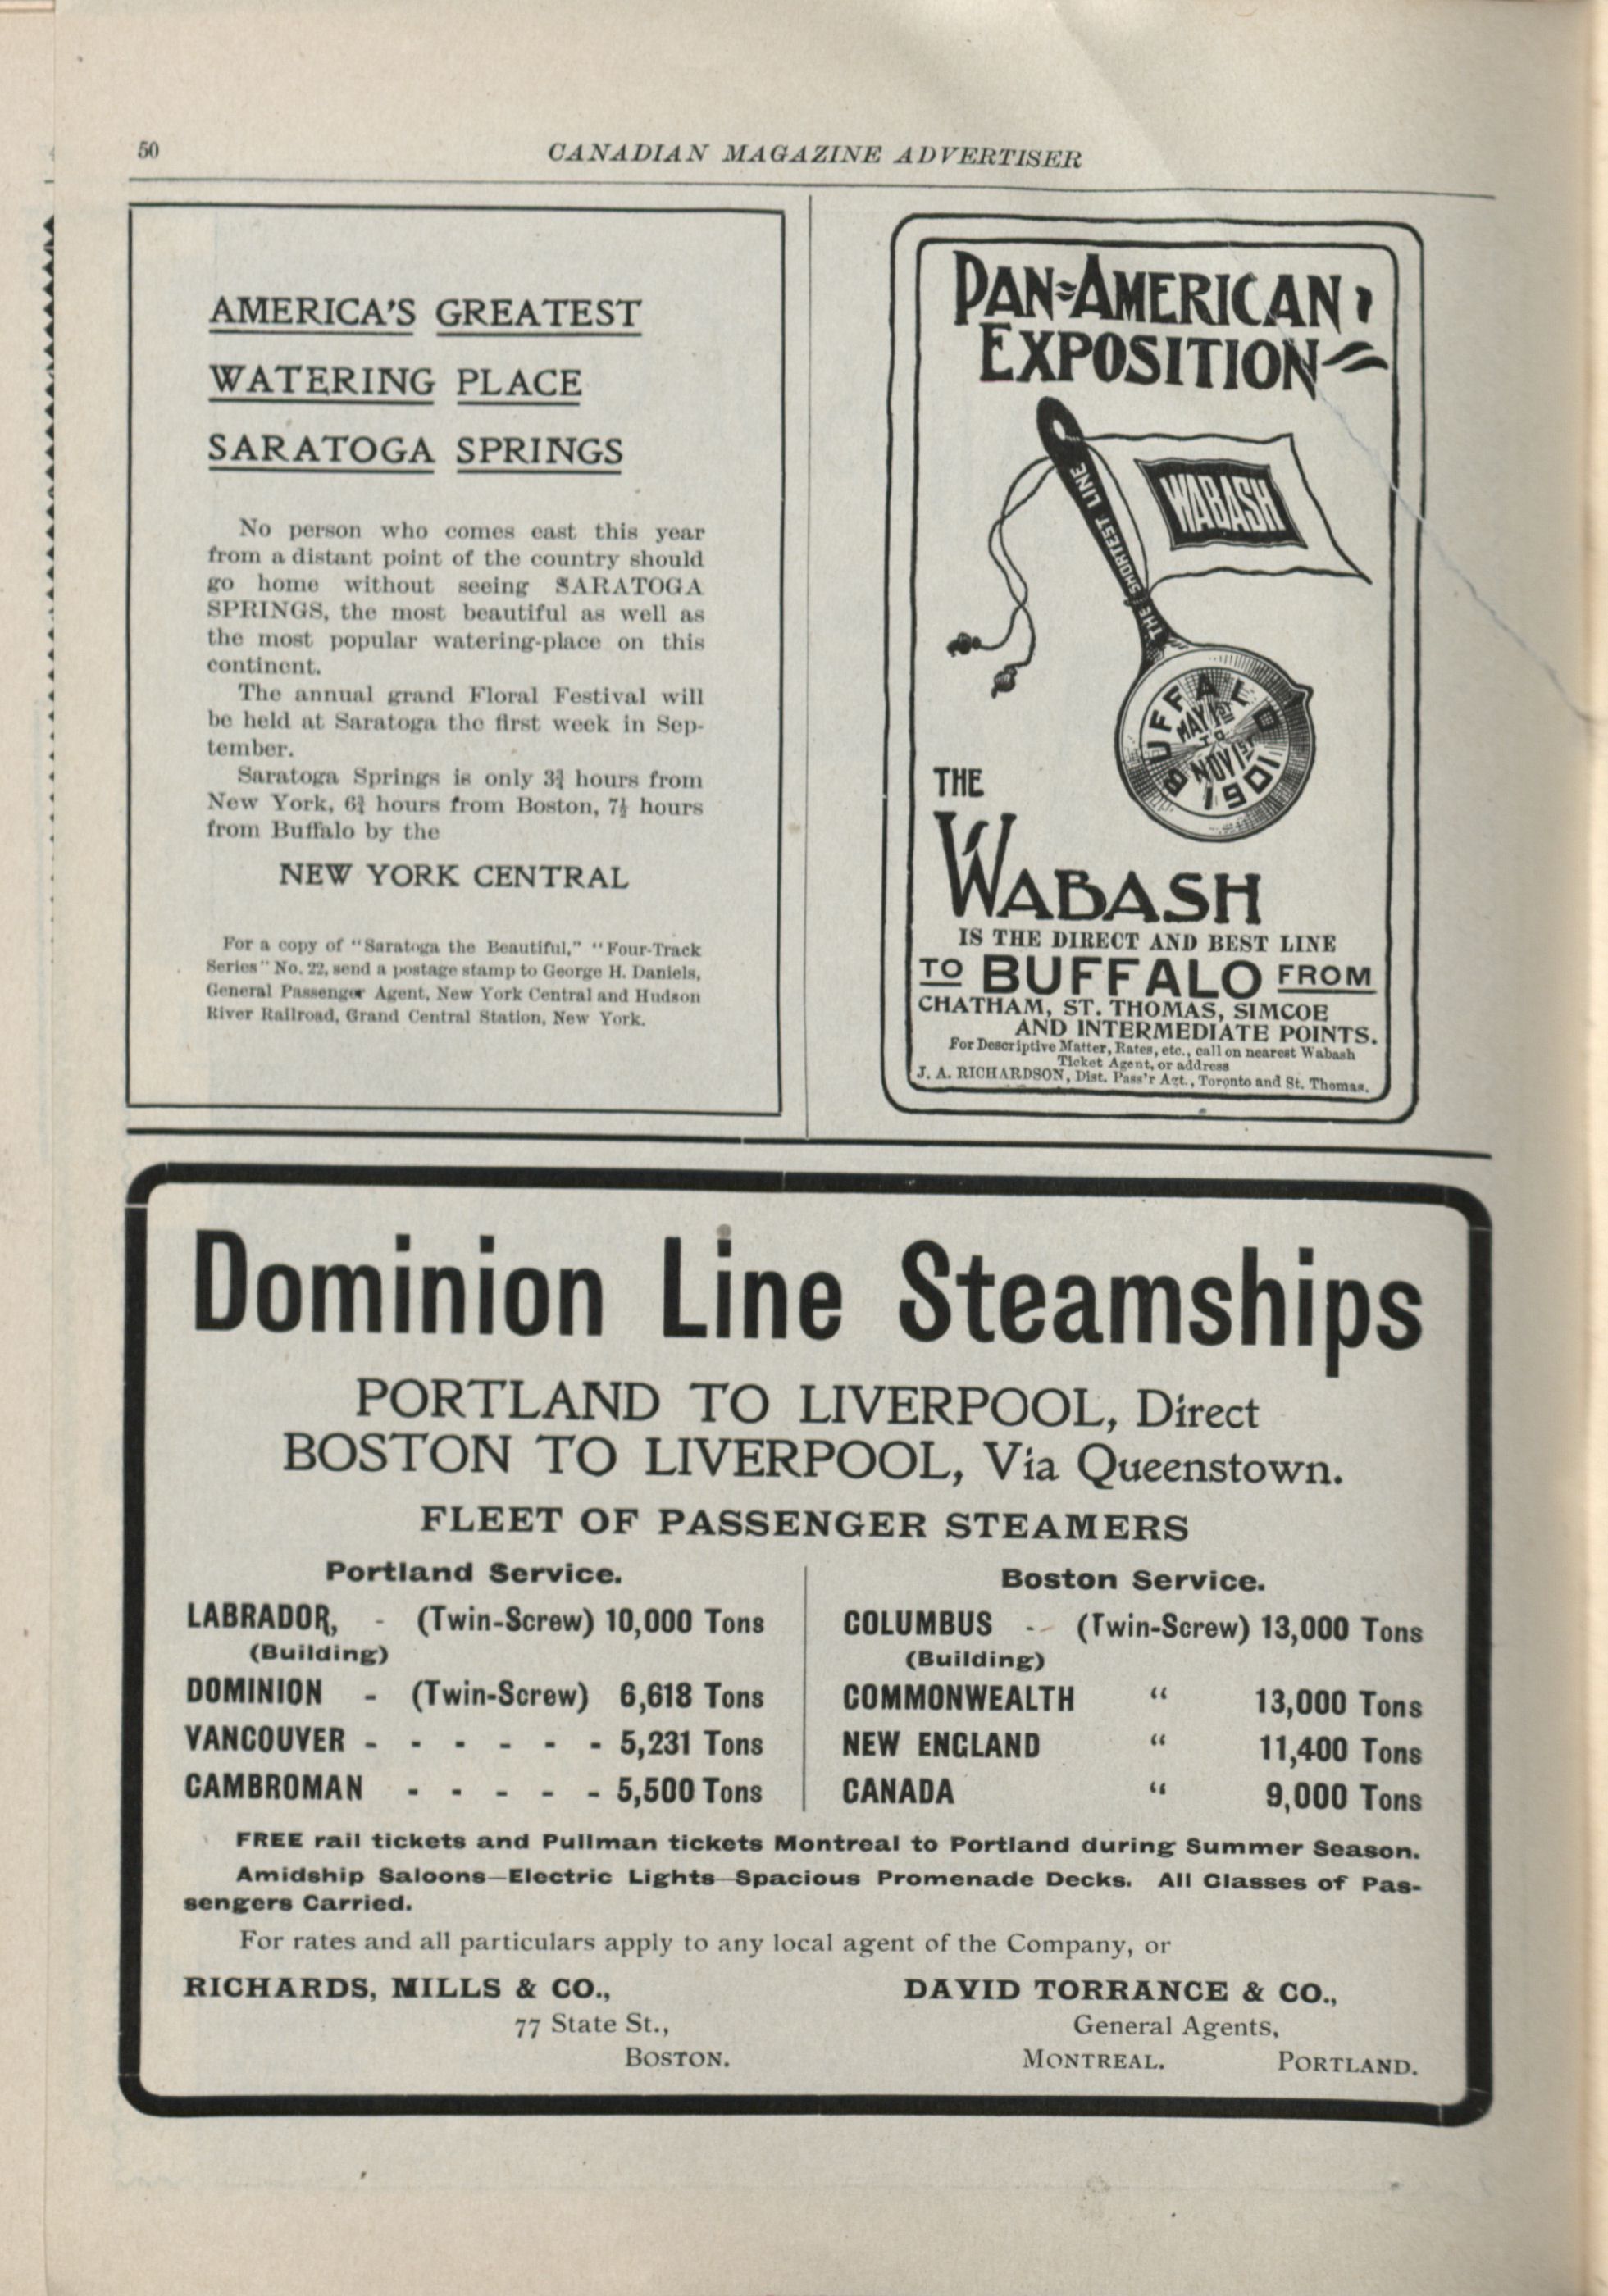 50
CANADIAN MAGAZINE ADVERTISER
AMERICA'S GREATEST
WATERING PLACE
SARATOGA SPRINGS
No person who comes east this year
from a distant point of the country should
go home without seeing SARATOGA
SPRINGS, the most beautiful as well as
the most popular watering-place on this
continent.
The annual grand Floral Festival will
be held at Saratoga the first week in Sep-
tember.
Saratoga Springs is only 3¾ hours from
New York, 6¾ hours from Boston, 7½ hours
from Buffalo by the
NEW YORK CENTRAL
For a copy of "Saratoga the Beautiful," "Four-Track
Series" No. 22, send a postage stamp to George H. Daniels,
General Passenger Agent, New York Central and Hudson
River Railroad, Grand Central Station, New York.
PAN-AMERICAN
EXPOSITION
WABASH
THE SHORTEST LINE
BUFFALO
MAY 1ST
TO
NOV 1ST
1901
THE
WABASH
IS THE DIRECT AND BEST LINE
TO BUFFALO FROM
CHATHAM, ST. THOMAS, SIMCOE
AND INTERMEDIATE POINTS.
For Descriptive Matter, Rates, etc., call on nearest Wabash
Ticket Agent, or address
J. A. RICHARDSON, Dist. Pass'r Agt., Toronto and St. Thomas.
Dominion Line Steamships
PORTLAND TO LIVERPOOL, Direct
BOSTON TO LIVERPOOL, Via Queenstown.
FLEET OF PASSENGER STEAMERS
Portland Service.
LABRADOR, - (Twin-Screw) 10,000 Tons
(Building)
DOMINION - (Twin-Screw) 6,618 Tons
VANCOUVER - - - - - - 5,231 Tons
CAMBROMAN - - - - - 5,500 Tons
Boston Service.
COLUMBUS - - (Twin-Screw) 13,000 Tons
(Building)
COMMONWEALTH “ 13,000 Tons
NEW ENGLAND “ 11,400 Tons
CANADA “ 9,000 Tons
FREE rail tickets and Pullman tickets Montreal to Portland during Summer Season.
Amidship Saloons—Electric Lights—Spacious Promenade Decks. All Classes of Pas-
sengers Carried.
For rates and all particulars apply to any local agent of the Company, or
RICHARDS, MILLS & CO.,
77 State St.,
BOSTON.
DAVID TORRANCE & CO.,
General Agents,
MONTREAL. PORTLAND.